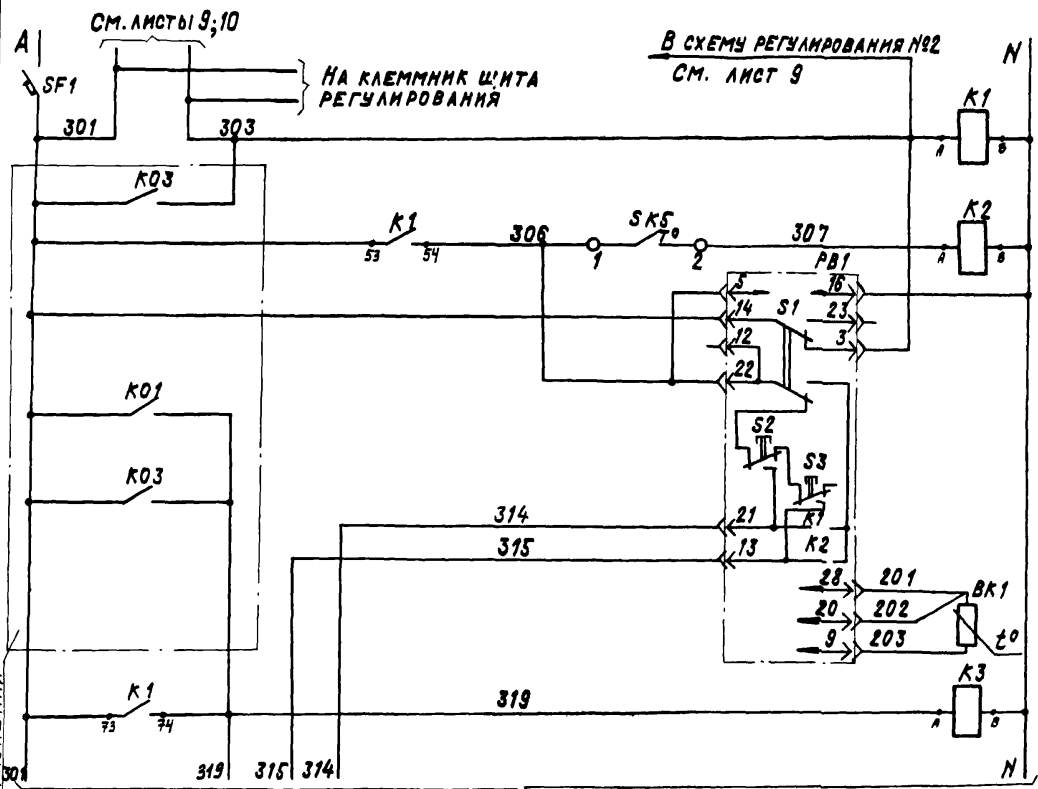 См. листы 9;10
A
SF1
На клеммник щита
регулирования
В схему регулирования №2
См. лист 9
N
K1
301
303
A
B
K03
K1
53
54
306
1
SK5
2
307
K2
A
B
PB1
5
16
14
S1
23
12
3
22
K01
S2
S3
K03
314
21
K1
315
13
K2
28
201
BK1
20
202
9
203
t°
K1
73
74
319
K3
A
B
301
319
315
314
N